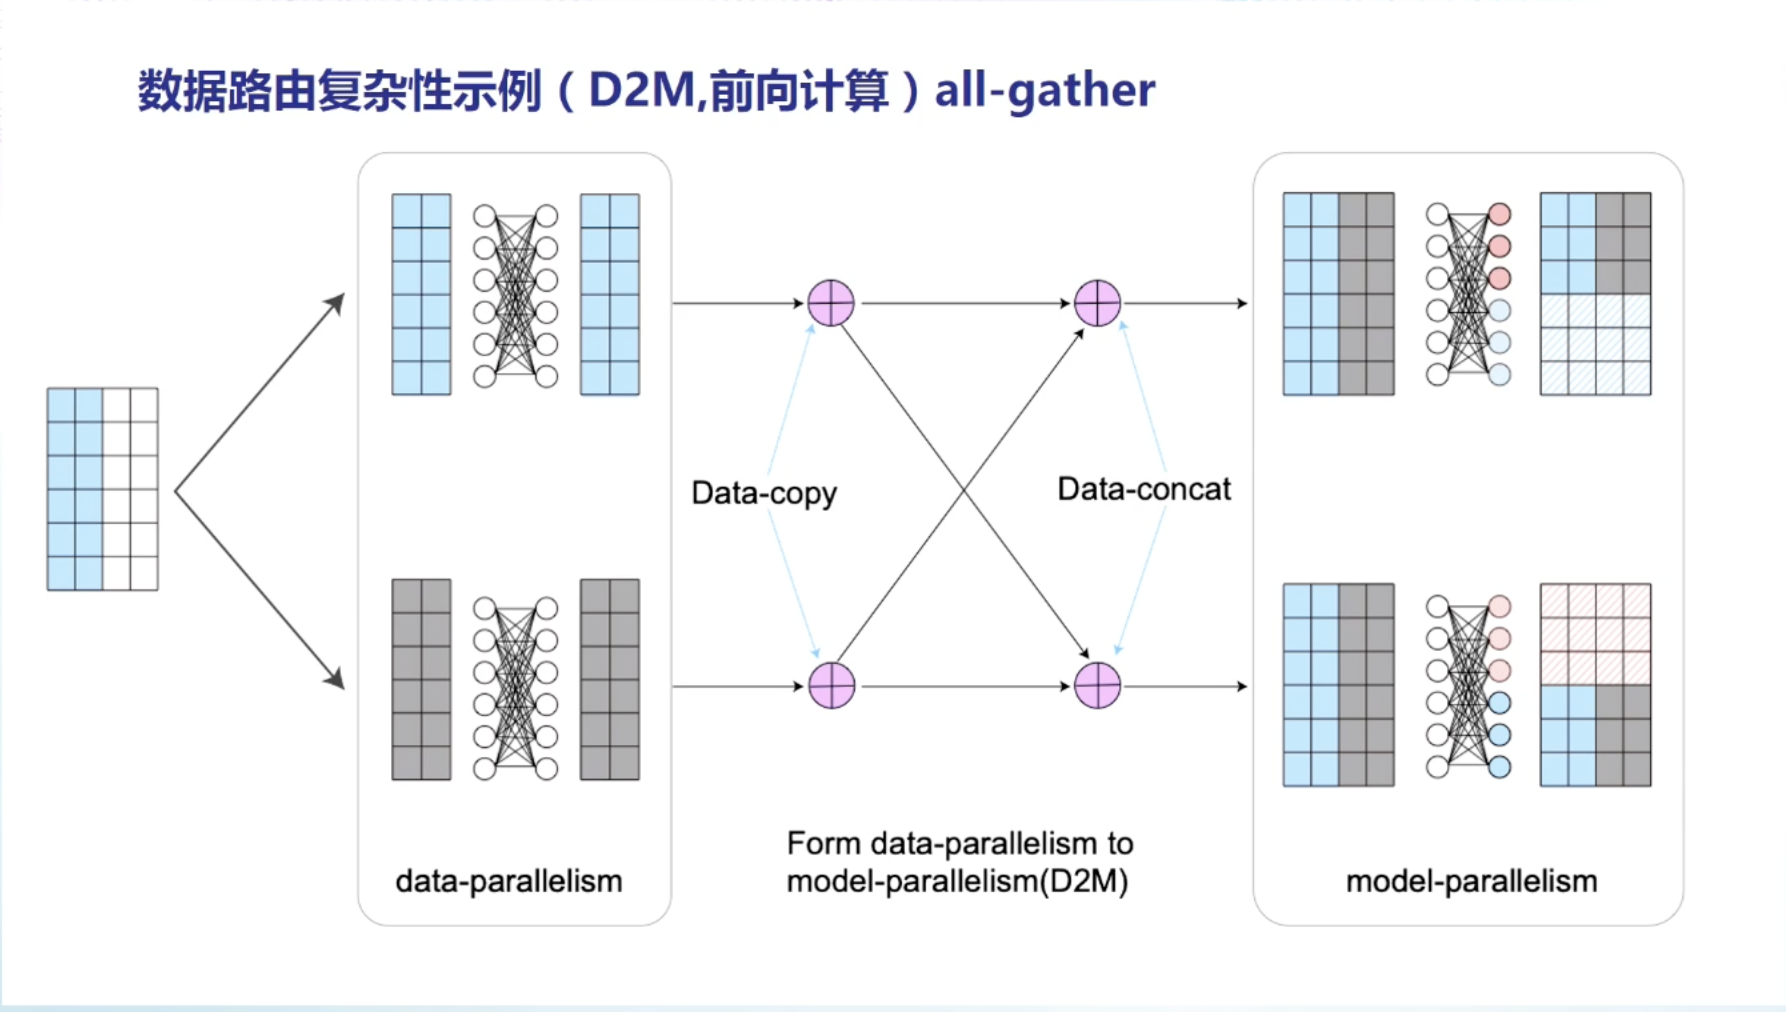 数据路由复杂性示例（D2M,前向计算）all-gather
Data-copy
Data-concat
Form data-parallelism to
model-parallelism(D2M)
data-parallelism
model-parallelism